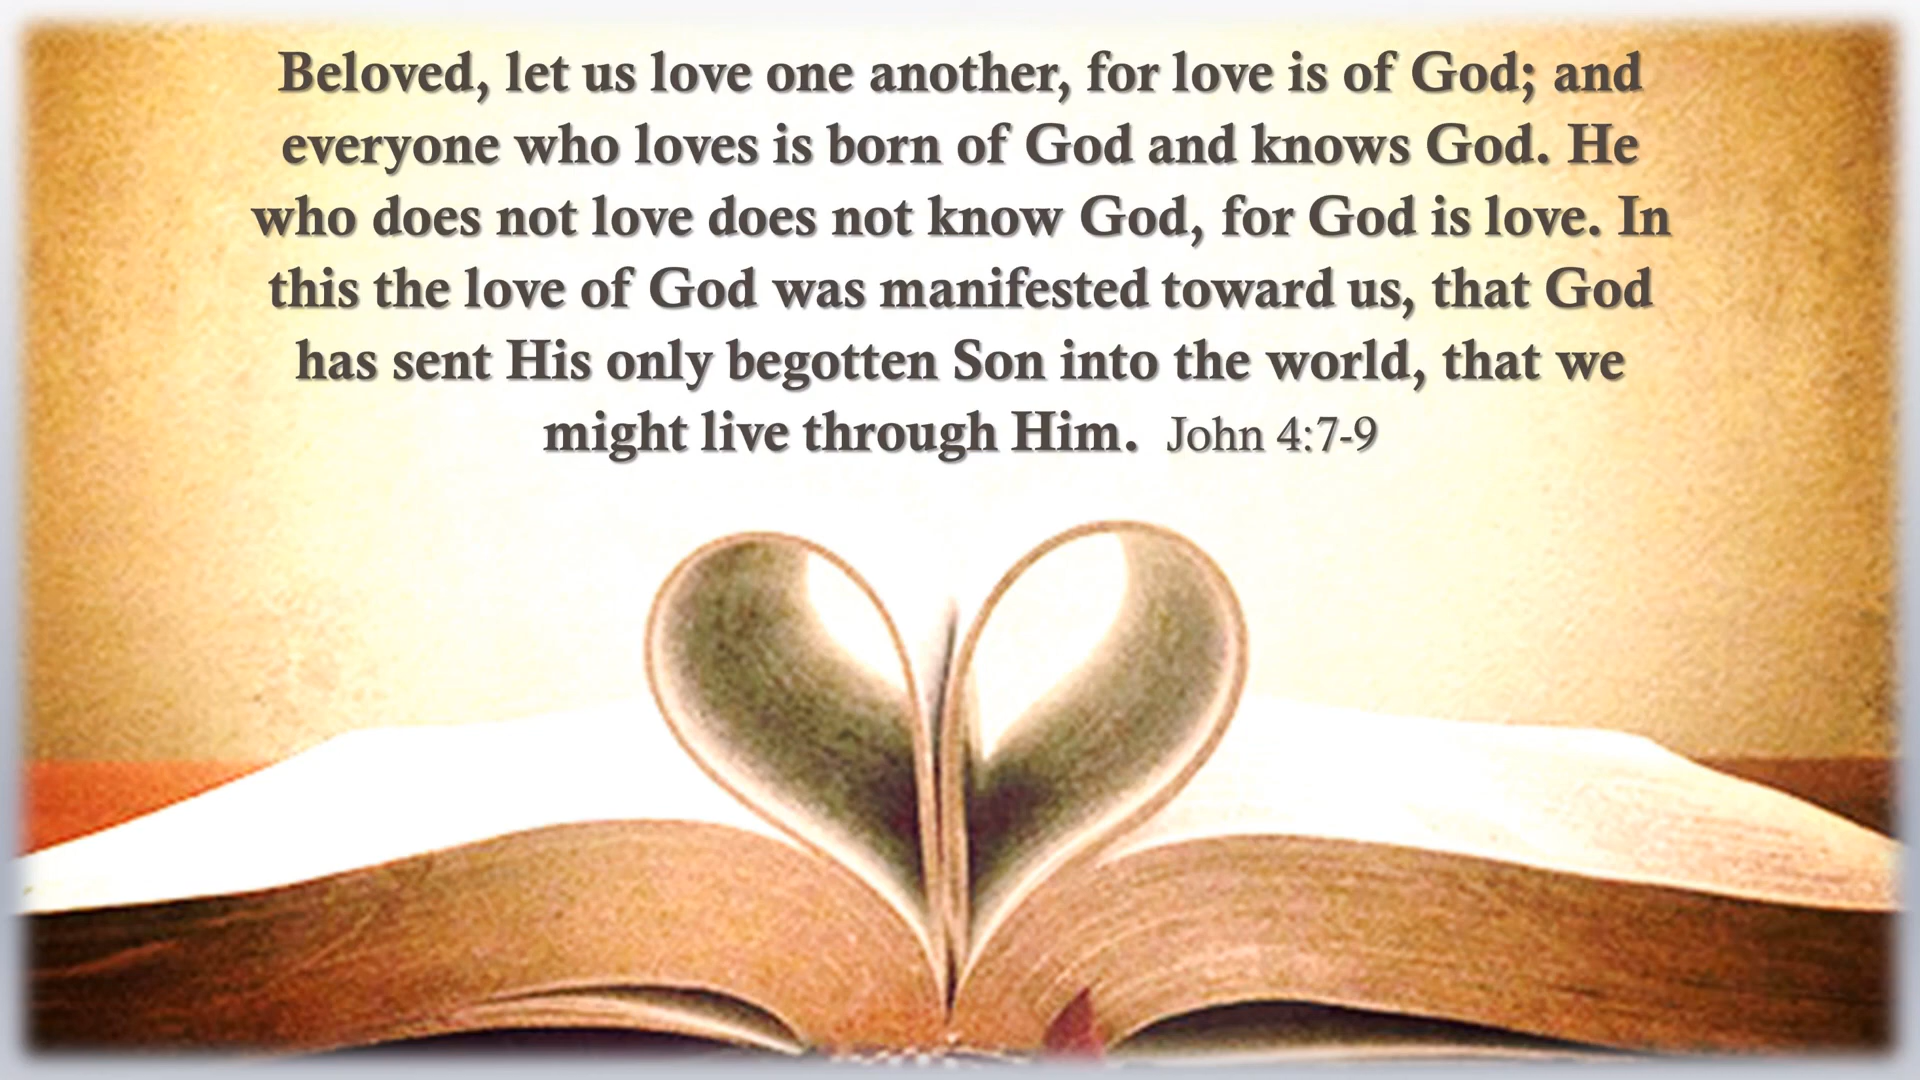 Beloved, let us love one another, for love is of God; and
everyone who loves is born of God and knows God. He
who does not love does not know God, for God is love. In
this the love of God was manifested toward us, that God
has sent His only begotten Son into the world, that we
might live through Him. John 4:7-9